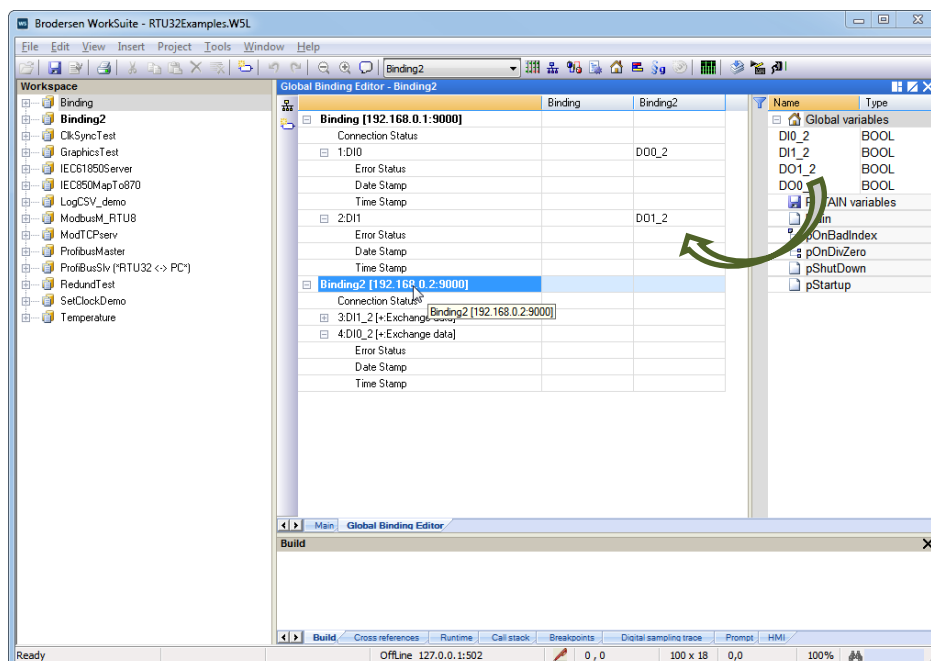 Brodersen WorkSuite - RTU32Examples.W5L
File Edit View Insert Project Tools Window Help
Binding2
Workspace
Binding
Binding2
ClkSyncTest
GraphicsTest
IEC61850Server
IEC850MapTo870
LogCSV_demo
ModbusM_RTU8
ModTCPserv
ProfibusMaster
ProfiBusSlv (*RTU32 <-> PC*)
RedundTest
SetClockDemo
Temperature
Global Binding Editor - Binding2
Binding Binding2
Binding [192.168.0.1:9000]
Connection Status
1:DI0 DO0_2
Error Status
Date Stamp
Time Stamp
2:DI1 DO1_2
Error Status
Date Stamp
Time Stamp
Binding2 [192.168.0.2:9000]
Connection Status
Binding2 [192.168.0.2:9000]
3:DI1_2 [+:Exchange data]
4:DI0_2 [+:Exchange data]
Error Status
Date Stamp
Time Stamp
Name Type
Global variables
DI0_2 BOOL
DI1_2 BOOL
DO1_2 BOOL
DO0_2 BOOL
RETAIN variables
Main
pOnBadIndex
pOnDivZero
pShutDown
pStartup
Main Global Binding Editor
Build
Build Cross references Runtime Call stack Breakpoints Digital sampling trace Prompt HMI
Ready OffLine 127.0.0.1:502 0 , 0 100 x 18 0,0 100%